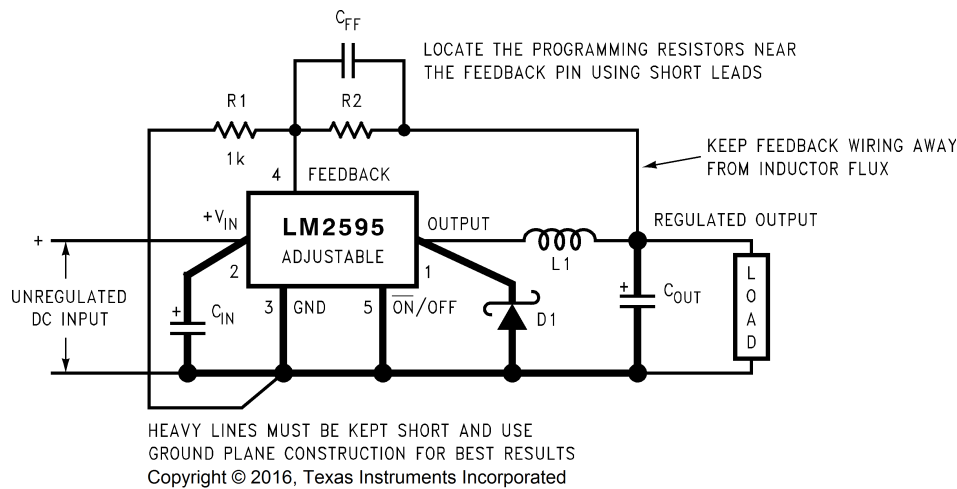 CFF
LOCATE THE PROGRAMMING RESISTORS NEAR
THE FEEDBACK PIN USING SHORT LEADS
R1
R2
1k
KEEP FEEDBACK WIRING AWAY
FROM INDUCTOR FLUX
4 FEEDBACK
+VIN
LM2595
ADJUSTABLE
OUTPUT
REGULATED OUTPUT
+
2
1
L1
UNREGULATED
DC INPUT
+
CIN
3 GND
5 ON/OFF
D1
+
COUT
LOAD
HEAVY LINES MUST BE KEPT SHORT AND USE
GROUND PLANE CONSTRUCTION FOR BEST RESULTS
Copyright © 2016, Texas Instruments Incorporated